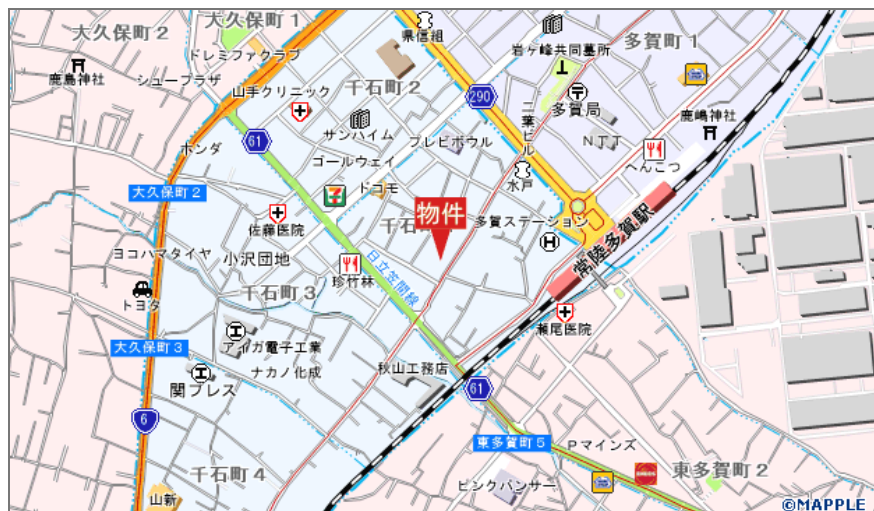 大久保町2
大久保町1
県信組
岩ヶ峰共同墓所
多賀町1
ドレミファクラブ
鹿島神社
シュープラザ
山手クリニック
千石町2
290
二葉ビル
多賀局
鹿嶋神社
サンハイム
プレビボウル
NTT
61
ホンダ
ゴールウェイ
へんこつ
大久保町2
ドコモ
水戸
物件
千石
佐藤医院
多賀ステーション
常陸多賀駅
ヨコハマタイヤ
小沢団地
日立笠間線
珍竹林
千石町3
トヨタ
瀬尾医院
大久保町3
アイガ電子工業
ナカノ化成
秋山工務店
関プレス
61
6
東多賀町5
Pマインズ
千石町4
東多賀町2
ピンクパンサー
山新
©MAPPLE